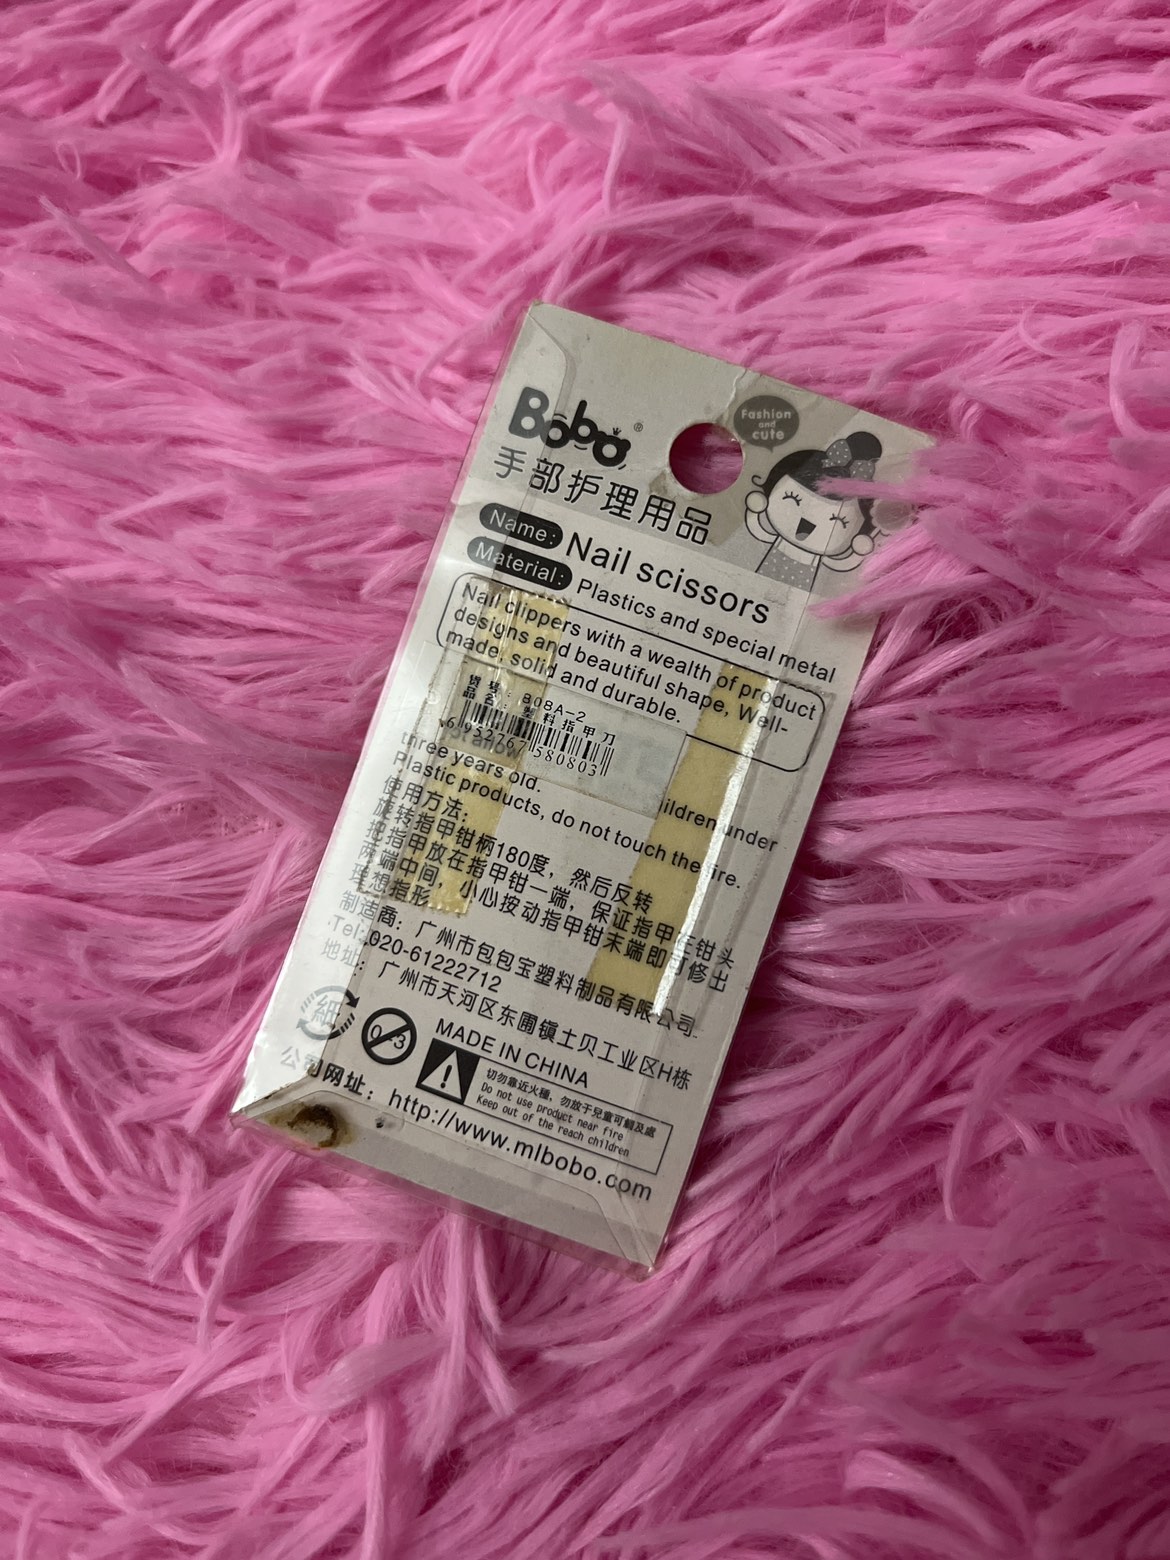 Bobo®
Fashion
and
cute
手部护理用品
Name: Nail scissors
Material: Plastics and special metal
Nail clippers with a wealth of product
designs and beautiful shape, Well-
made, solid and durable.
货号: 808A-2
品名: 塑料指甲刀
6952767580803
ildren under
three years old.
Plastic products, do not touch the fire.
使用方法:
旋转指甲钳柄180度，然后反转
把指甲放在指甲钳一端，保证指甲在钳头
两端中间，小心按动指甲钳末端即可修出
理想指形
制造商: 广州市包包宝塑料制品有限公司
Tel: 020-61222712
地址: 广州市天河区东圃镇土贝工业区H栋
紙
0-3
MADE IN CHINA
切勿靠近火種, 勿放于兒童可觸及處
Do not use product near fire
Keep out of the reach children
公司网址: http://www.mlbobo.com